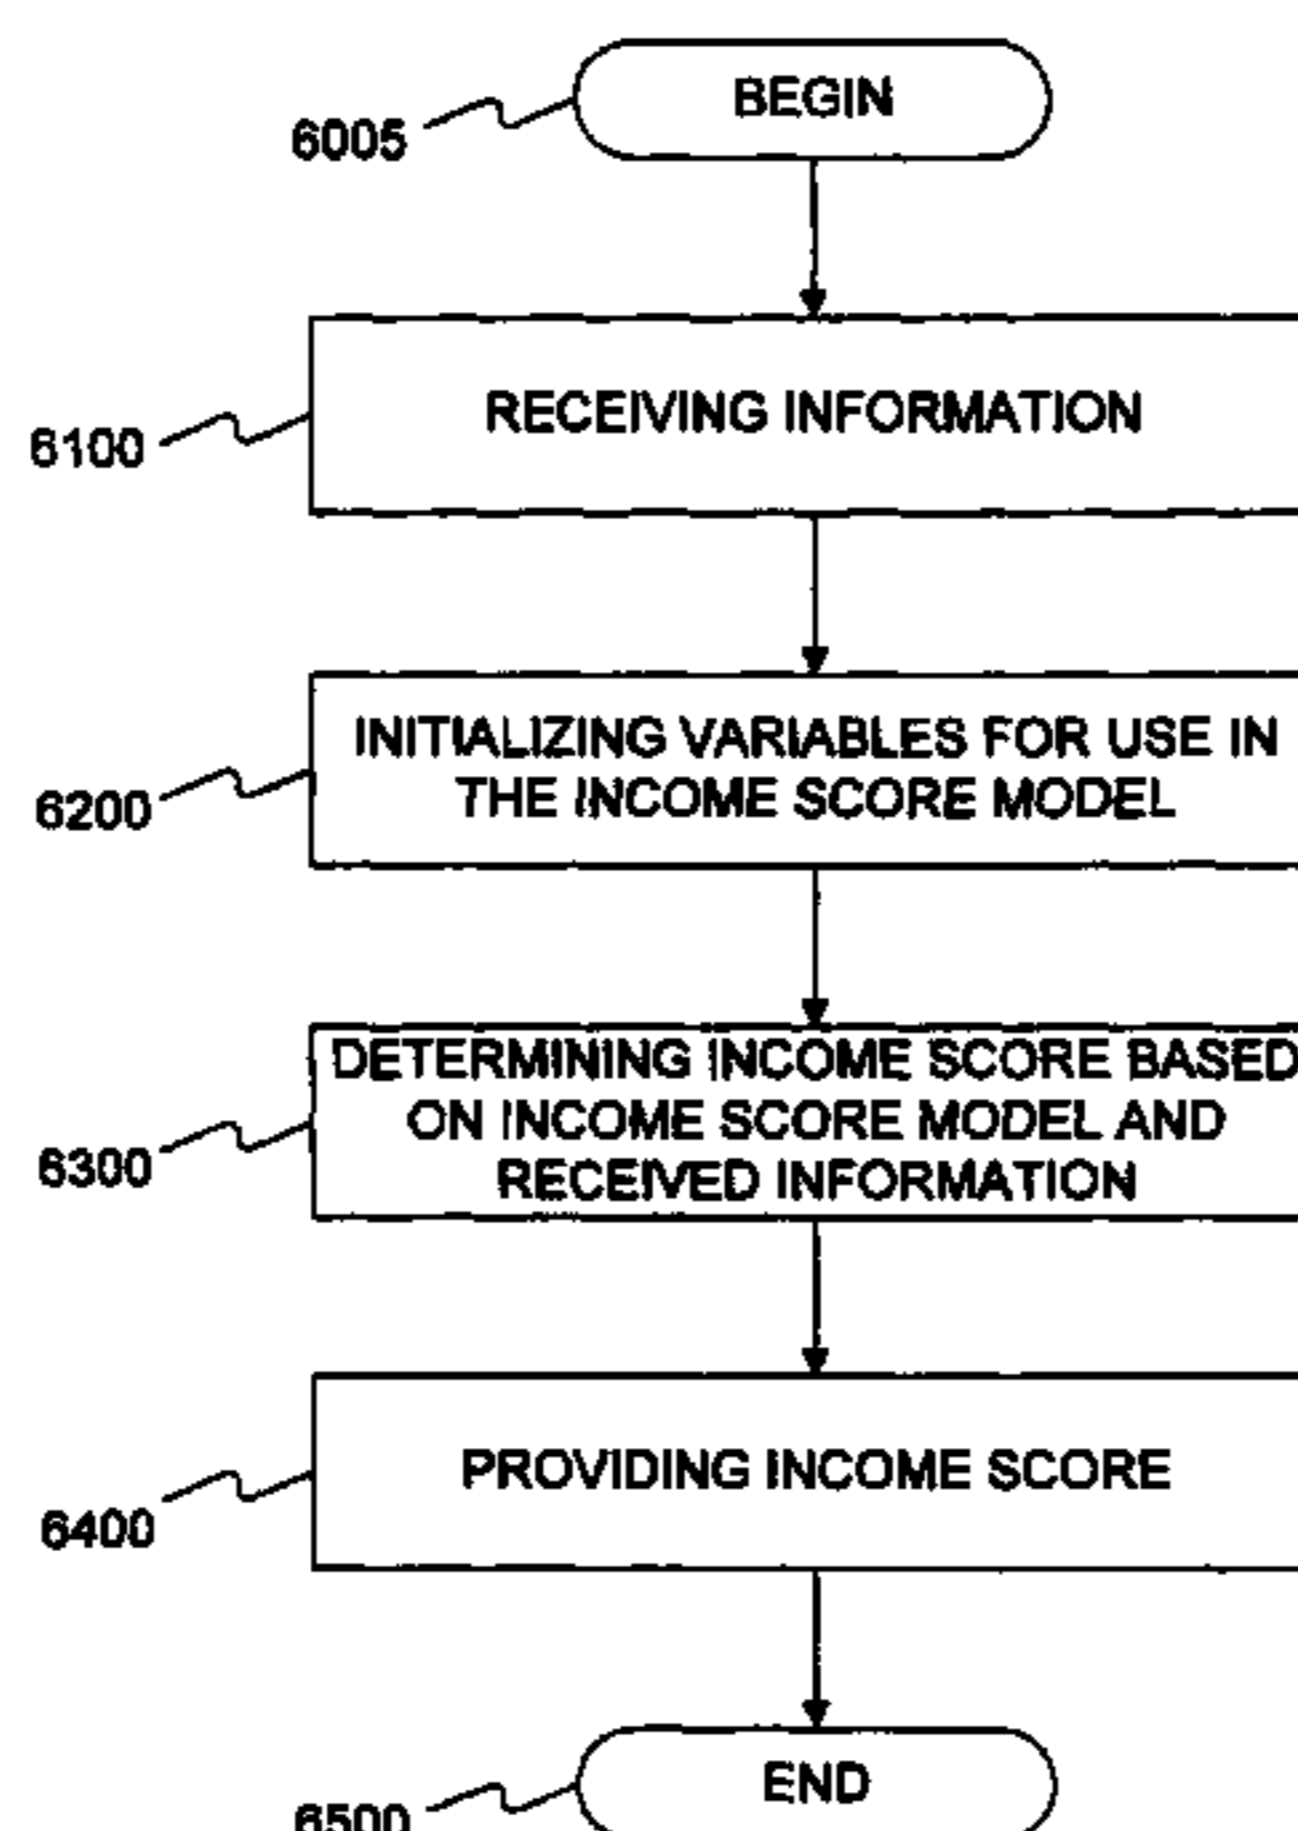 BEGIN
6005
RECEIVING INFORMATION
6100
INITIALIZING VARIABLES FOR USE IN
THE INCOME SCORE MODEL
6200
DETERMINING INCOME SCORE BASED
ON INCOME SCORE MODEL AND
RECEIVED INFORMATION
6300
PROVIDING INCOME SCORE
6400
END
6500